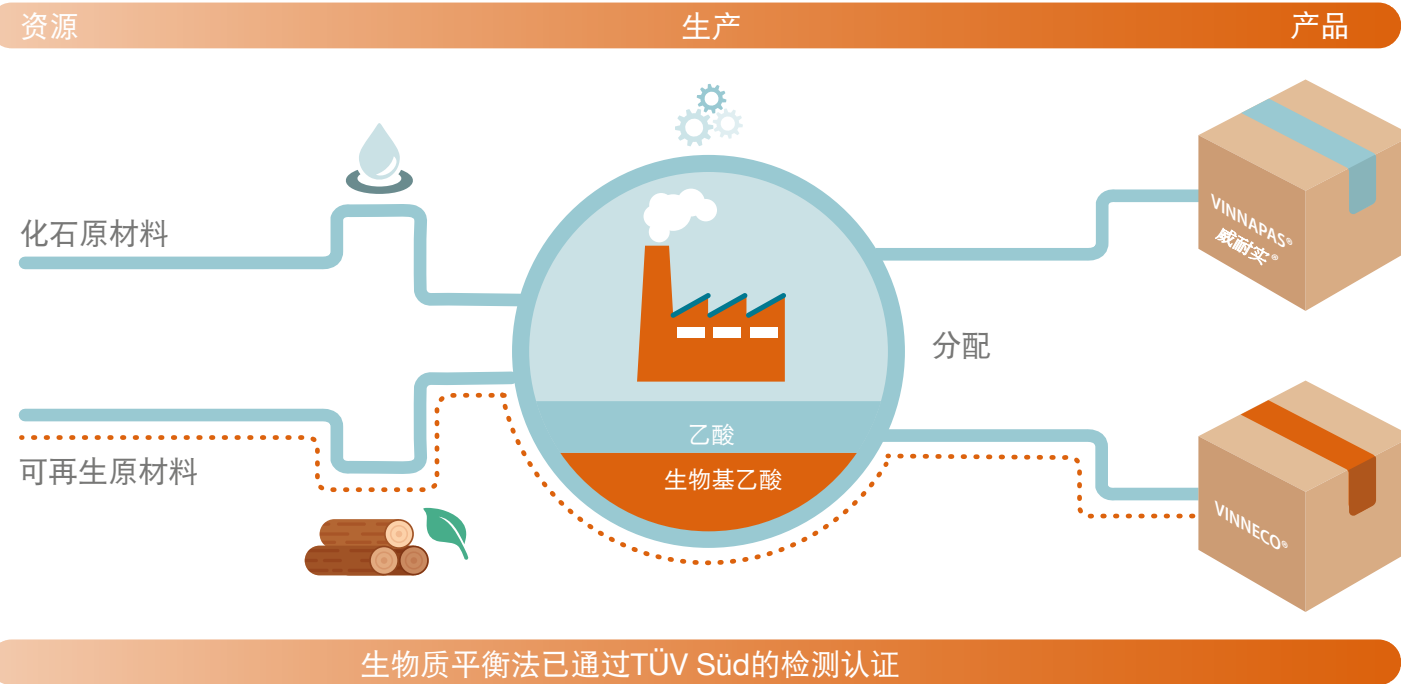 资源
生产
产品
化石原材料
VINNAPAS®
威耐实®
分配
乙酸
生物基乙酸
可再生原材料
VINNECO®
生物质平衡法已通过TÜV Süd的检测认证